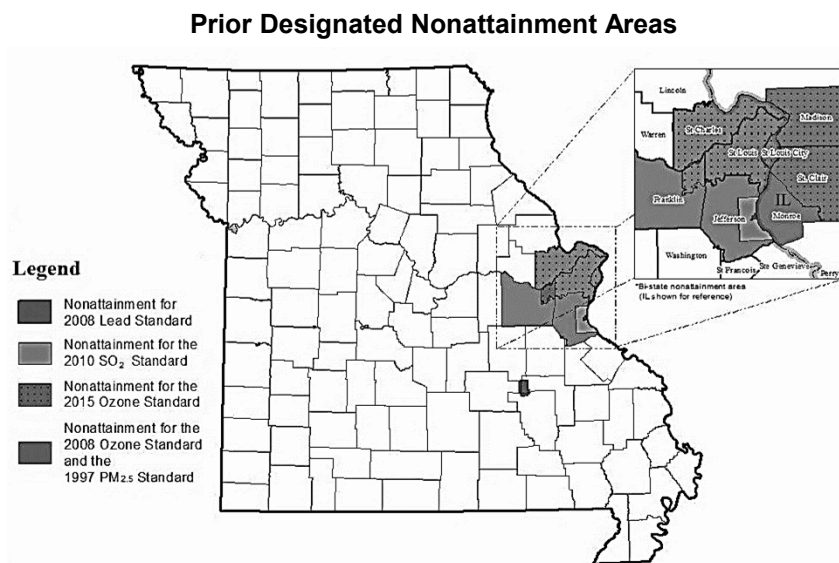 Prior Designated Nonattainment Areas
Lincoln
Warren
St Charles
Madison
St Louis
St Louis City
St. Clair
Franklin
IL
Jefferson
Monroe
Washington
St Francois
Ste Genevieve
Perry
*Bi-state nonattainment area
(IL shown for reference)
Legend
Nonattainment for
2008 Lead Standard
Nonattainment for the
2010 SO₂ Standard
Nonattainment for the
2015 Ozone Standard
Nonattainment for the
2008 Ozone Standard
and the
1997 PM₂.₅ Standard